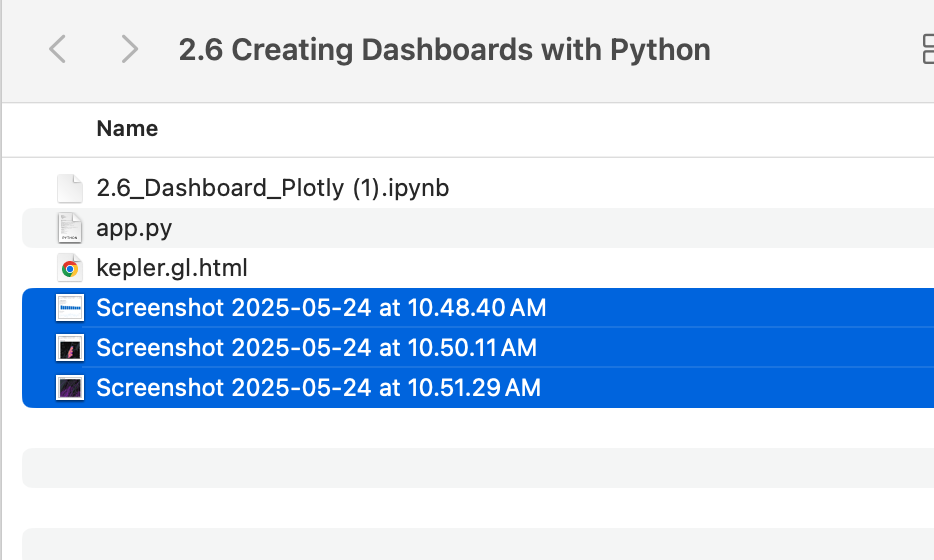 2.6 Creating Dashboards with Python
Name
2.6_Dashboard_Plotly (1).ipynb
app.py
kepler.gl.html
Screenshot 2025-05-24 at 10.48.40 AM
Screenshot 2025-05-24 at 10.50.11 AM
Screenshot 2025-05-24 at 10.51.29 AM